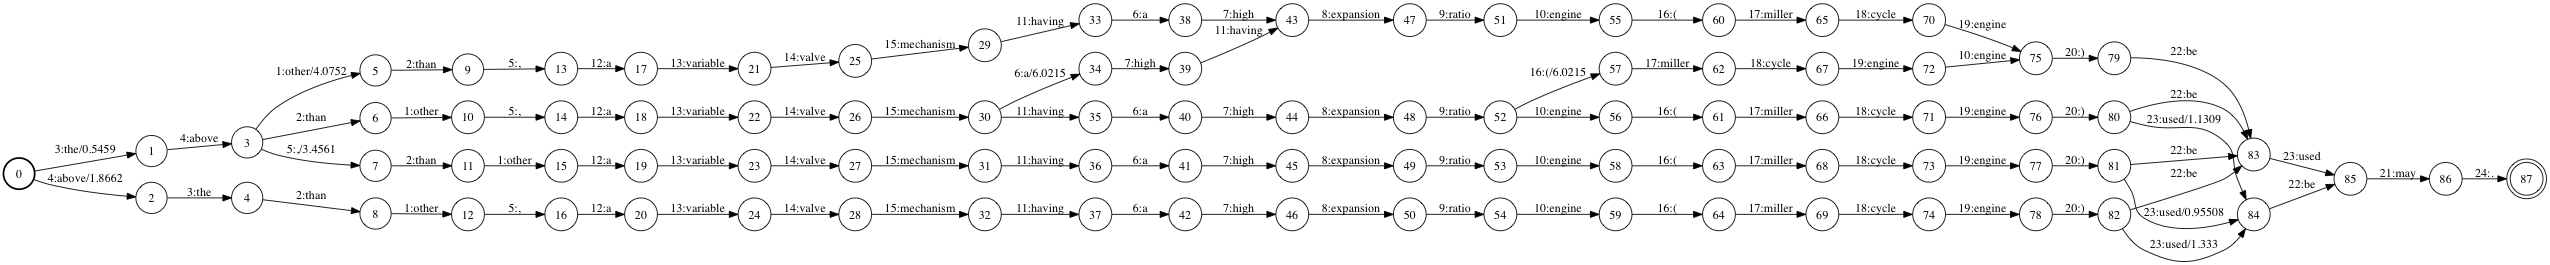 33 6:a 38 7:high 43 8:expansion 47 9:ratio 51 10:engine 55 16:( 60 17:miller 65 18:cycle 70 19:engine
11:having 11:having
15:mechanism 29
1:other/4.0752 5 2:than 9 5:, 13 12:a 17 13:variable 21 14:valve 25
6:a/6.0215 34 7:high 39 16:(/6.0215 57 17:miller 62 18:cycle 67 19:engine 72 10:engine 75 20:) 79 22:be
2:than 6 1:other 10 5:, 14 12:a 18 13:variable 22 14:valve 26 15:mechanism 30 11:having 35 6:a 40 7:high 44 8:expansion 48 9:ratio 52 10:engine 56 16:( 61 17:miller 66 18:cycle 71 19:engine 76 20:) 80 22:be
23:used/1.1309
0 3:the/0.5459 1 4:above 3
5:,/3.4561 7 2:than 11 1:other 15 12:a 19 13:variable 23 14:valve 27 15:mechanism 31 11:having 36 6:a 41 7:high 45 8:expansion 49 9:ratio 53 10:engine 58 16:( 63 17:miller 68 18:cycle 73 19:engine 77 20:) 81 22:be 83 23:used
4:above/1.8662 2 3:the 4 2:than 8 1:other 12 5:, 16 12:a 20 13:variable 24 14:valve 28 15:mechanism 32 11:having 37 6:a 42 7:high 46 8:expansion 50 9:ratio 54 10:engine 59 16:( 64 17:miller 69 18:cycle 74 19:engine 78 20:) 82 22:be
23:used/0.95508 84 22:be 85 21:may 86 24:. 87
23:used/1.333